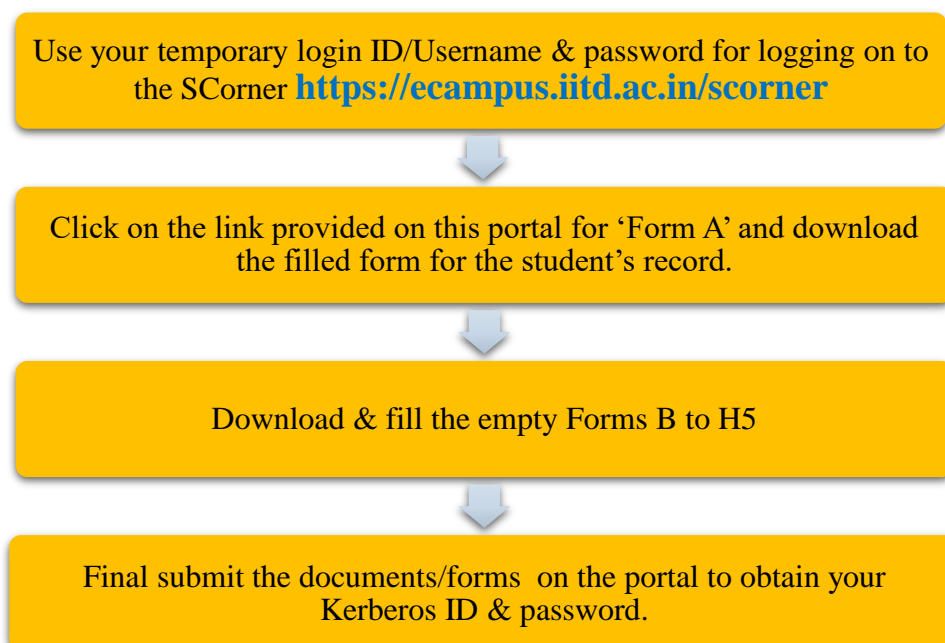 Use your temporary login ID/Username & password for logging on to
the SCorner https://ecampus.iitd.ac.in/scorner
Click on the link provided on this portal for ‘Form A’ and download
the filled form for the student’s record.
Download & fill the empty Forms B to H5
Final submit the documents/forms on the portal to obtain your
Kerberos ID & password.